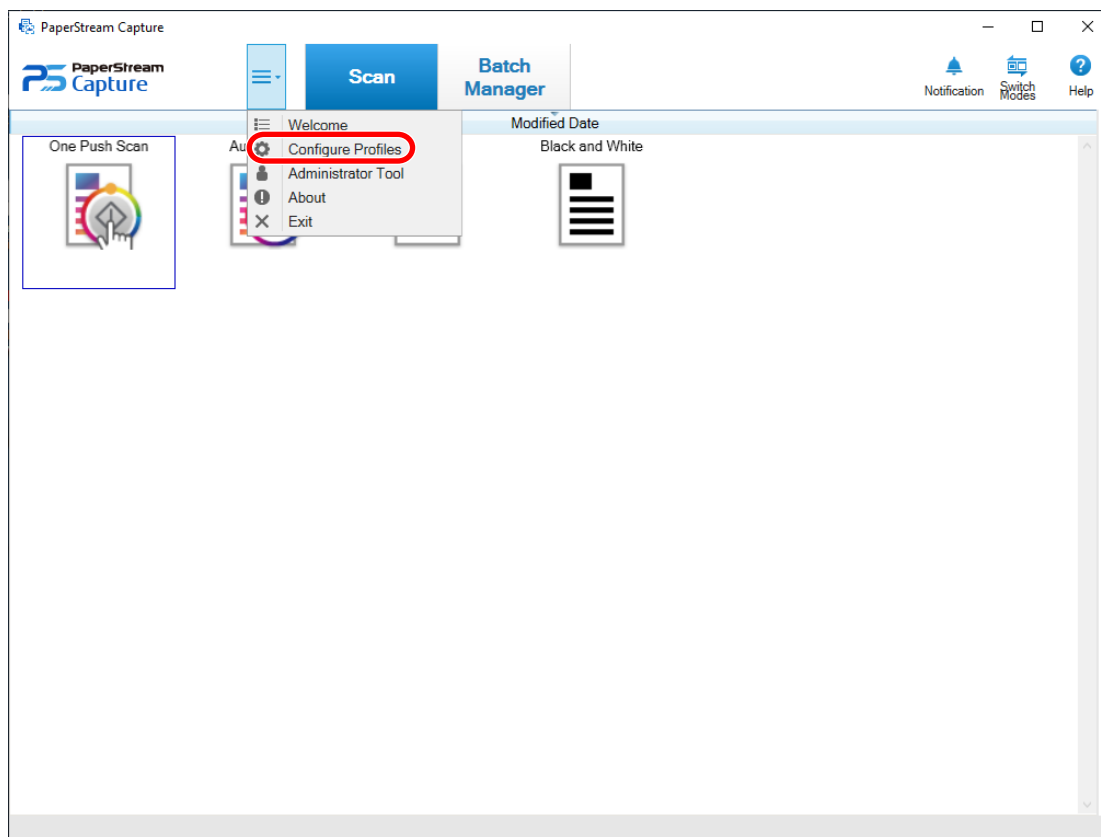 PaperStream Capture
PaperStream
Capture
Scan
Batch
Manager
Notification
Switch
Modes
Help
Modified Date
Welcome
Configure Profiles
Administrator Tool
About
Exit
One Push Scan
Au
Black and White